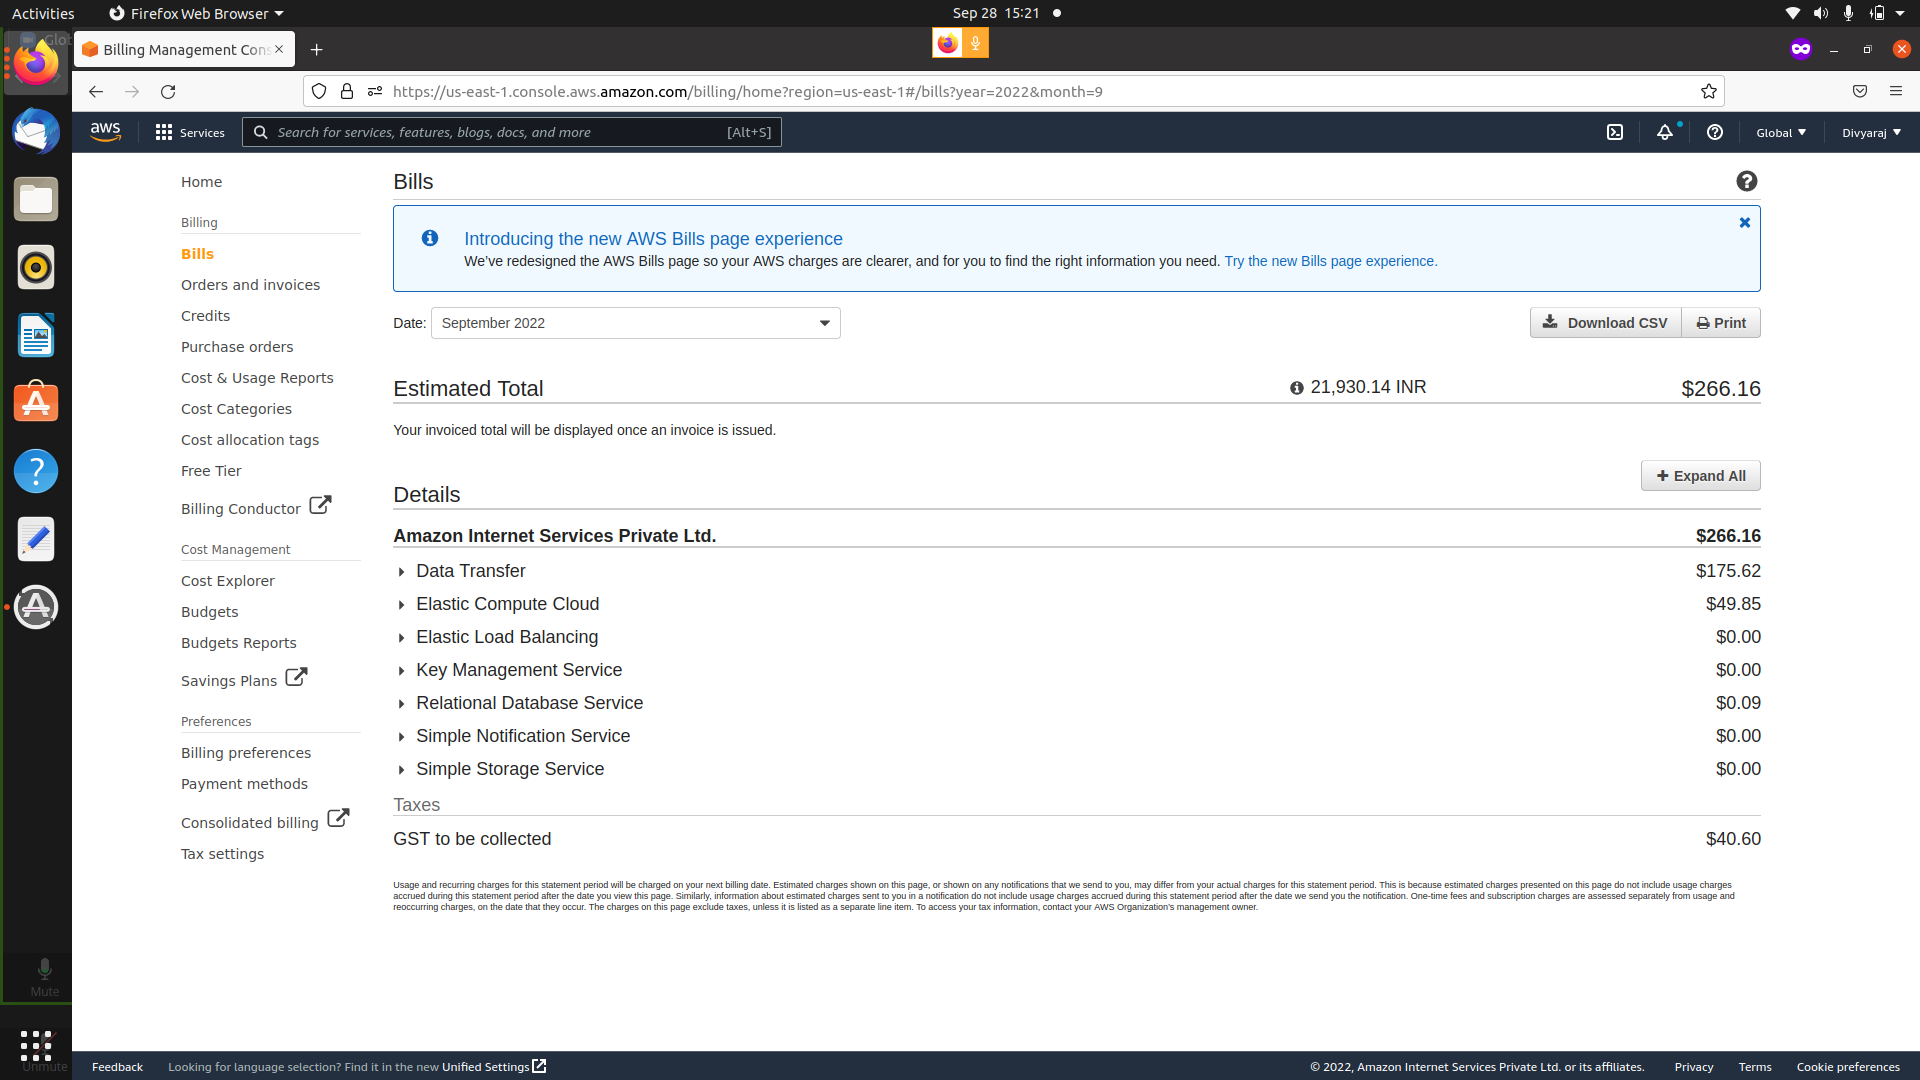 Activities
Firefox Web Browser
Sep 28 15:21
Billing Management Cons
https://us-east-1.console.aws.amazon.com/billing/home?region=us-east-1#/bills?year=2022&month=9
aws
Services
Search for services, features, blogs, docs, and more
[Alt+S]
Global
Divyaraj
Home
Billing
Bills
Orders and invoices
Credits
Purchase orders
Cost & Usage Reports
Cost Categories
Cost allocation tags
Free Tier
Billing Conductor
Cost Management
Cost Explorer
Budgets
Budgets Reports
Savings Plans
Preferences
Billing preferences
Payment methods
Consolidated billing
Tax settings
Bills
Introducing the new AWS Bills page experience
We've redesigned the AWS Bills page so your AWS charges are clearer, and for you to find the right information you need. Try the new Bills page experience.
Date: September 2022
Download CSV
Print
Estimated Total 21,930.14 INR $266.16
Your invoiced total will be displayed once an invoice is issued.
Expand All
Details
Amazon Internet Services Private Ltd. $266.16
Data Transfer $175.62
Elastic Compute Cloud $49.85
Elastic Load Balancing $0.00
Key Management Service $0.00
Relational Database Service $0.09
Simple Notification Service $0.00
Simple Storage Service $0.00
Taxes
GST to be collected $40.60
Usage and recurring charges for this statement period will be charged on your next billing date. Estimated charges shown on this page, or shown on any notifications that we send to you, may differ from your actual charges for this statement period. This is because estimated charges presented on this page do not include usage charges
accrued during this statement period after the date you view this page. Similarly, information about estimated charges sent to you in a notification do not include usage charges accrued during this statement period after the date we send you the notification. One-time fees and subscription charges are assessed separately from usage and
reoccurring charges, on the date that they occur. The charges on this page exclude taxes, unless it is listed as a separate line item. To access your tax information, contact your AWS Organization's management owner.
Mute
Unmute
Feedback
Looking for language selection? Find it in the new Unified Settings
© 2022, Amazon Internet Services Private Ltd. or its affiliates.
Privacy
Terms
Cookie preferences